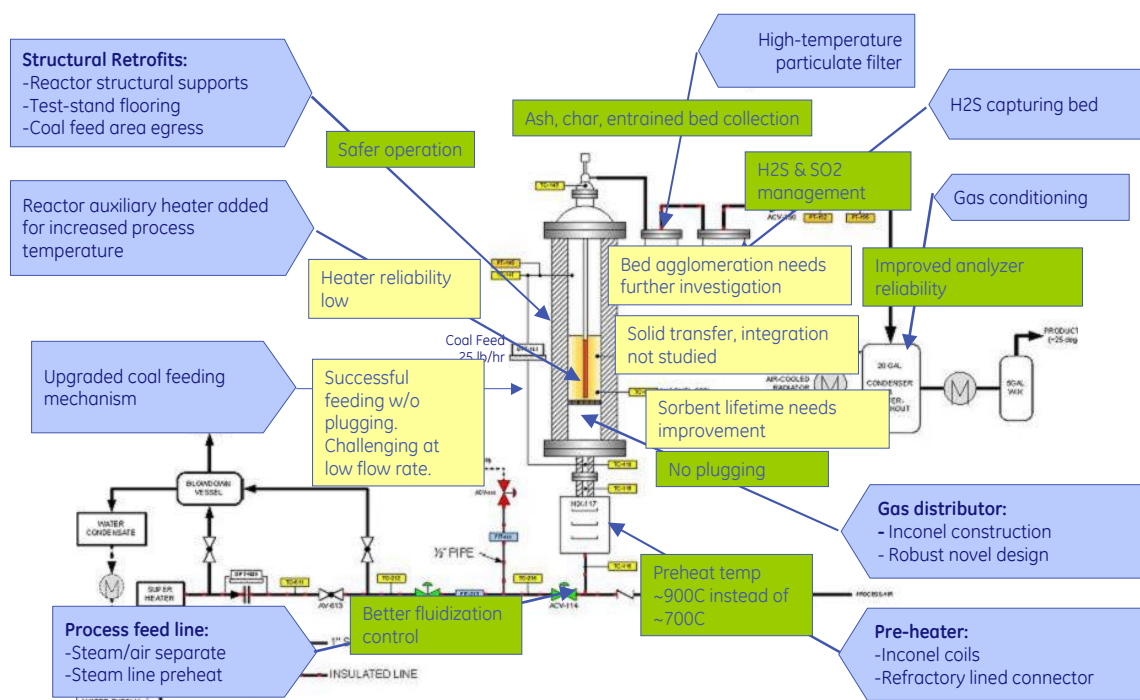 Structural Retrofits:
-Reactor structural supports
-Test-stand flooring
-Coal feed area egress
High-temperature
particulate filter
H2S capturing bed
Ash, char, entrained bed collection
Safer operation
H2S & SO2
management
Gas conditioning
Reactor auxiliary heater added
for increased process
temperature
Heater reliability
low
Bed agglomeration needs
further investigation
Improved analyzer
reliability
Coal Feed
25 lb/hr
Solid transfer, integration
not studied
PRODUCT
Upgraded coal feeding
mechanism
Successful
feeding w/o
plugging.
Challenging at
low flow rate.
AIR-COOLED
RADIATOR
20 GAL
CONDENSER
M
M
Sorbent lifetime needs
improvement
No plugging
BLOWDOWN
VESSEL
WATER
CONDENSATE
M
Gas distributor:
- Inconel construction
- Robust novel design
½" PIPE
SUPER
HEATER
AV-613
ACV-114
PROCESS AIR
Preheat temp
~900C instead of
~700C
Better fluidization
control
Process feed line:
-Steam/air separate
-Steam line preheat
INSULATED LINE
Pre-heater:
-Inconel coils
-Refractory lined connector